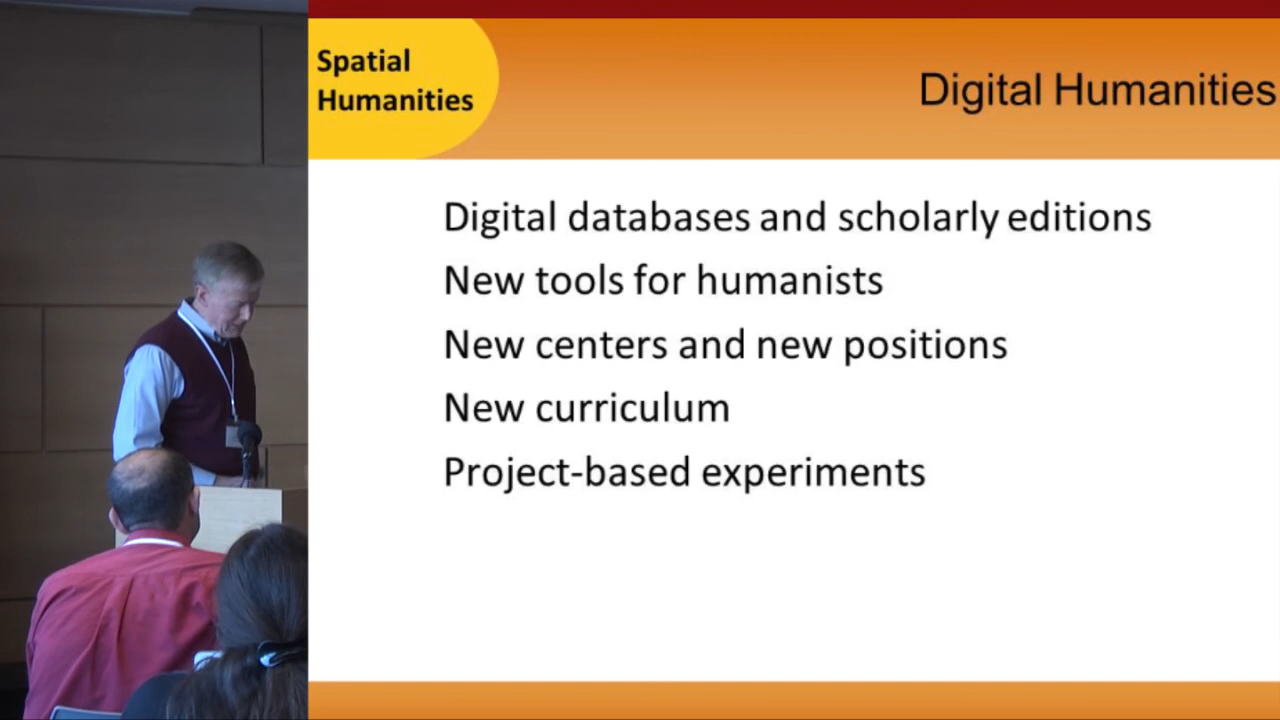 Spatial
Humanities
Digital Humanities
Digital databases and scholarly editions
New tools for humanists
New centers and new positions
New curriculum
Project-based experiments